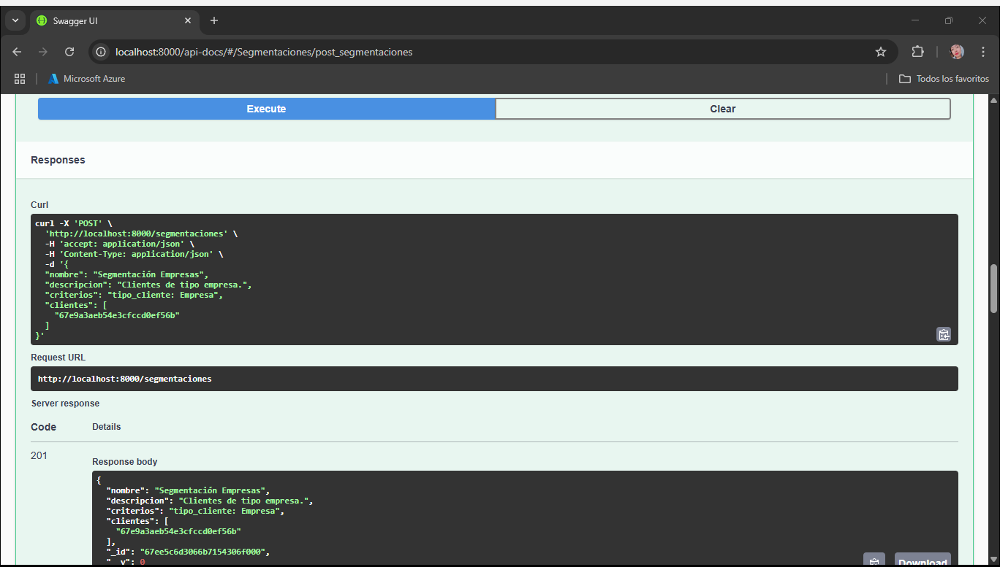 Swagger UI
localhost:8000/api-docs/#/Segmentaciones/post_segmentaciones
Microsoft Azure
Todos los favoritos
Execute
Clear
Responses
Curl
curl -X 'POST' \
'http://localhost:8000/segmentaciones' \
-H 'accept: application/json' \
-H 'Content-Type: application/json' \
-d '{
"nombre": "Segmentación Empresas",
"descripcion": "Clientes de tipo empresa.",
"criterios": "tipo_cliente: Empresa",
"clientes": [
"67e9a3aeb54e3cfccd0ef56b"
]
}'
Request URL
http://localhost:8000/segmentaciones
Server response
Code
Details
201
Response body
{
"nombre": "Segmentación Empresas",
"descripcion": "Clientes de tipo empresa.",
"criterios": "tipo_cliente: Empresa",
"clientes": [
"67e9a3aeb54e3cfccd0ef56b"
],
"_id": "67ee5c6d3066b7154306f000",
"__v": 0
Download